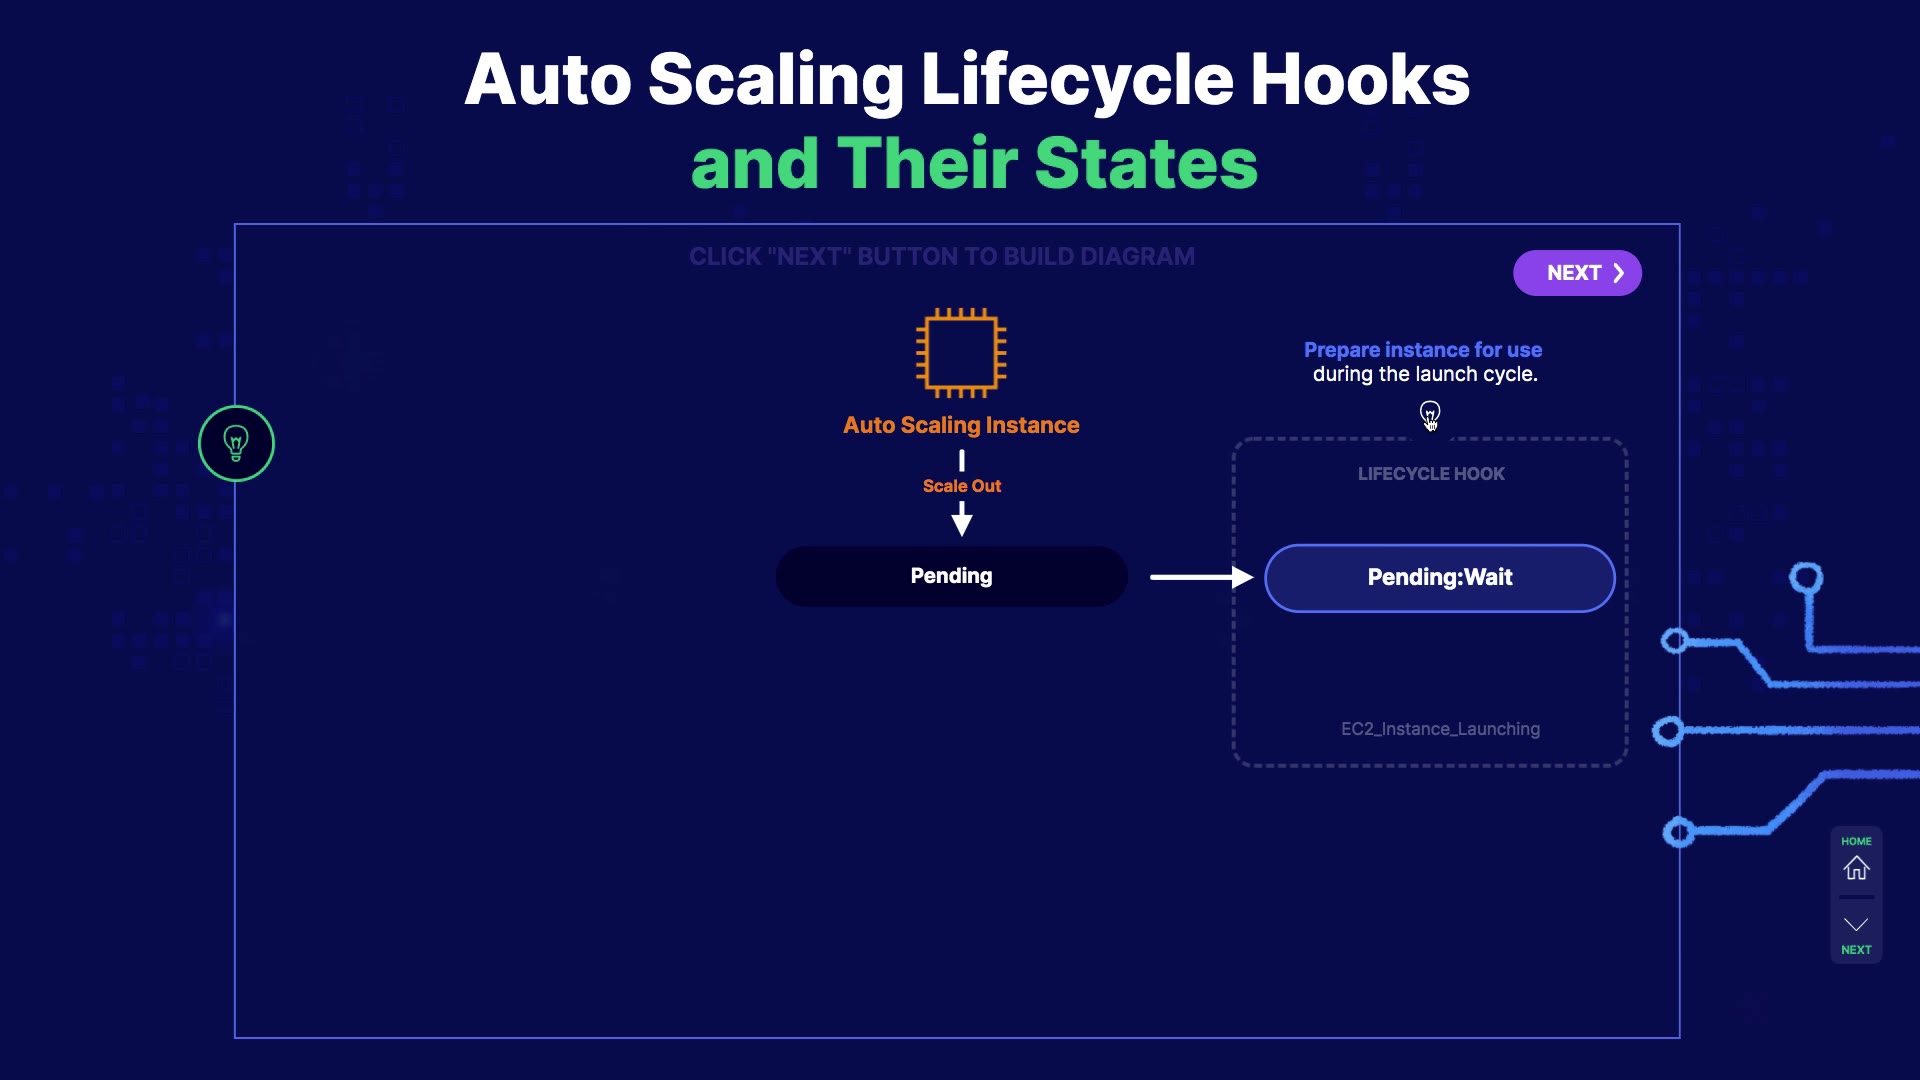 Auto Scaling Lifecycle Hooks
and Their States
CLICK "NEXT" BUTTON TO BUILD DIAGRAM
NEXT
Prepare instance for use
during the launch cycle.
Auto Scaling Instance
Scale Out
LIFECYCLE HOOK
Pending
Pending:Wait
EC2_Instance_Launching
HOME
NEXT